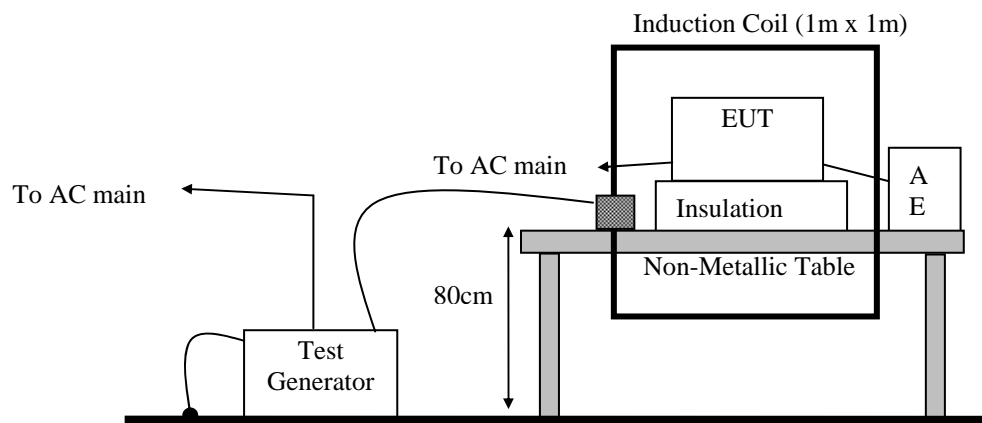 Induction Coil (1m x 1m)
EUT
To AC main
To AC main
A
E
Insulation
Non-Metallic Table
80cm
Test
Generator